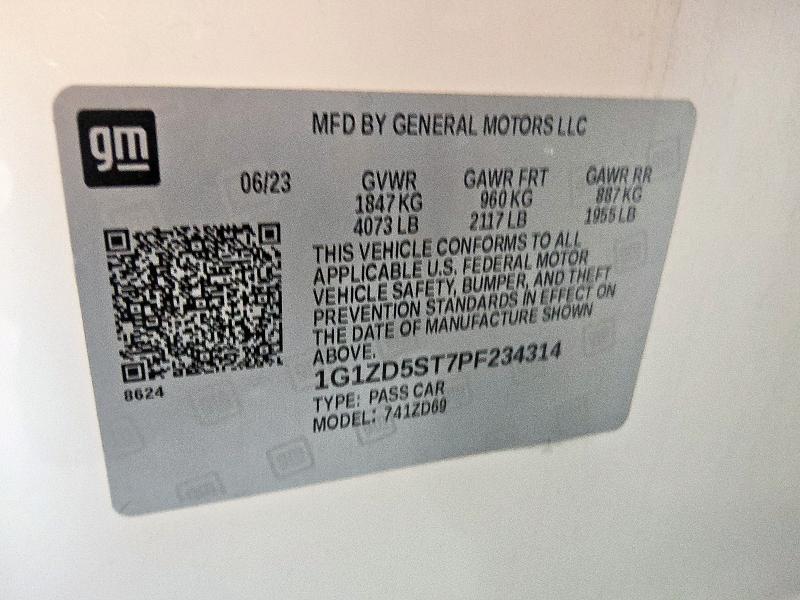 gm
MFD BY GENERAL MOTORS LLC
06/23 GVWR GAWR FRT GAWR RR
1847 KG 960 KG 887 KG
4073 LB 2117 LB 1955 LB
THIS VEHICLE CONFORMS TO ALL
APPLICABLE U.S. FEDERAL MOTOR
VEHICLE SAFETY, BUMPER, AND THEFT
PREVENTION STANDARDS IN EFFECT ON
THE DATE OF MANUFACTURE SHOWN
ABOVE.
8624
1G1ZD5ST7PF234314
TYPE: PASS CAR
MODEL: 741ZD69